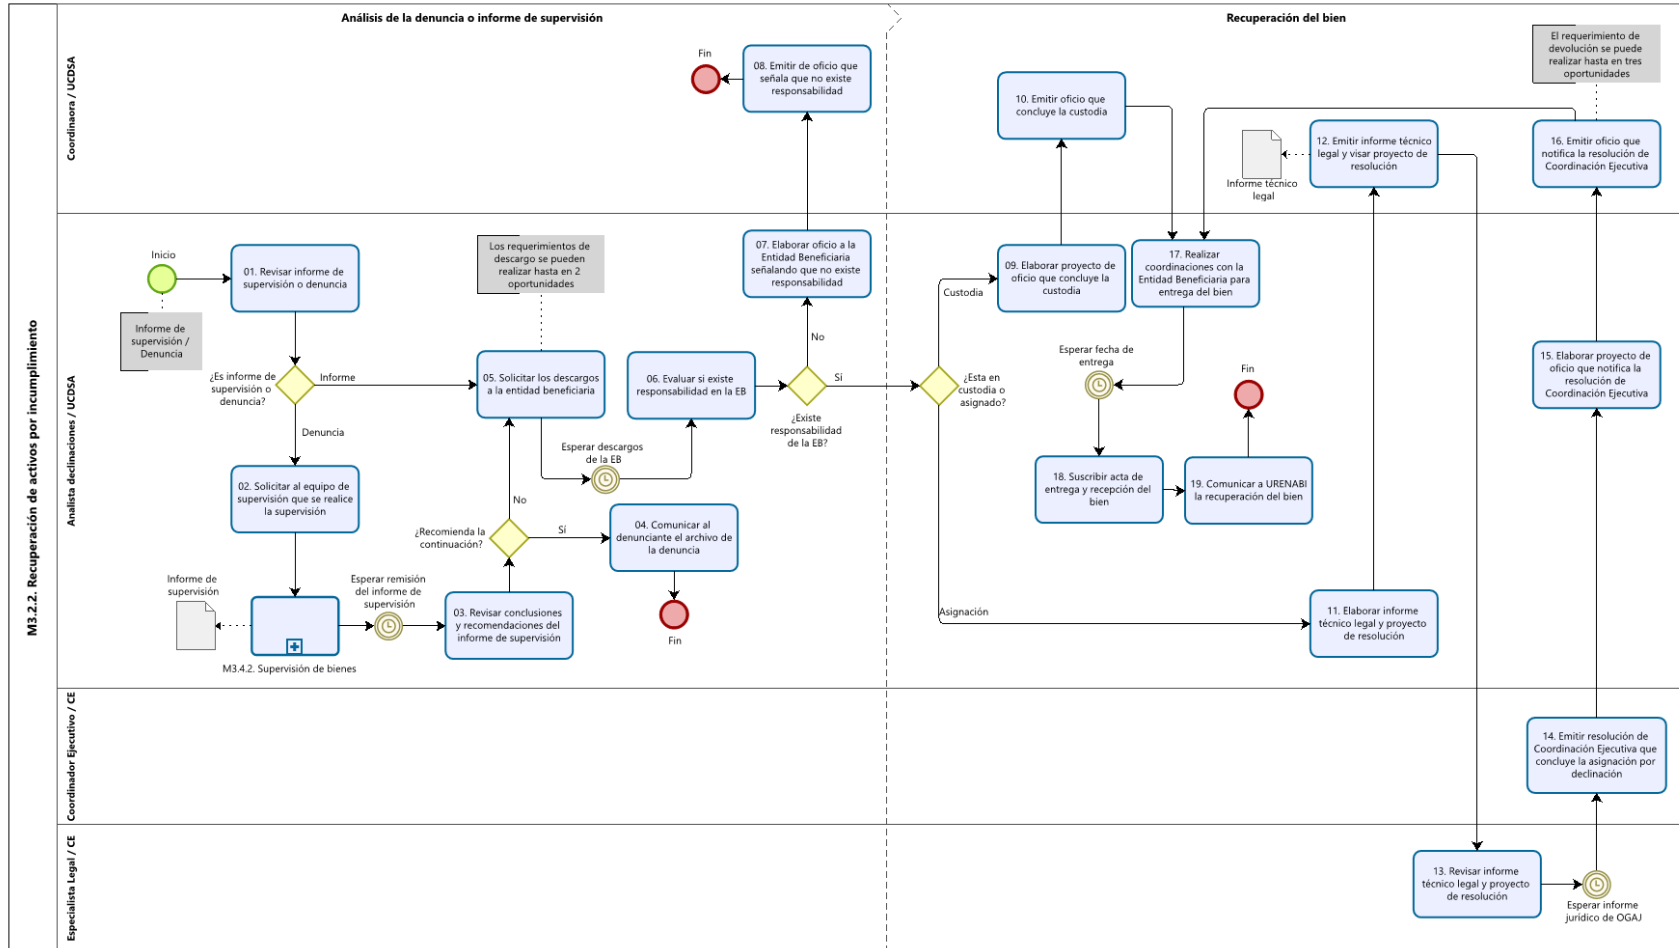 M3.2.2. Recuperación de activos por incumplimiento
Análisis de la denuncia o informe de supervisión
Recuperación del bien
Coordinaora / UCDSA
Fin
08. Emitir de oficio que
señala que no existe
responsabilidad
10. Emitir oficio que
concluye la custodia
Informe técnico
legal
12. Emitir informe técnico
legal y visar proyecto de
resolución
El requerimiento de
devolución se puede
realizar hasta en tres
oportunidades
16. Emitir oficio que
notifica la resolución de
Coordinación Ejecutiva
Analista declinaciones / UCDSA
Inicio
Informe de
supervisión /
Denuncia
01. Revisar informe de
supervisión o denuncia
¿Es informe de
supervisión o
denuncia?
Informe
Denuncia
02. Solicitar al equipo de
supervisión que se realice
la supervisión
Informe de
supervisión
M3.4.2. Supervisión de bienes
Esperar remisión
del informe de
supervisión
03. Revisar conclusiones
y recomendaciones del
informe de supervisión
¿Recomienda la
continuación?
No
Sí
04. Comunicar al
denunciante el archivo de
la denuncia
Fin
Los requerimientos de
descargo se pueden
realizar hasta en 2
oportunidades
05. Solicitar los descargos
a la entidad beneficiaria
Esperar descargos
de la EB
06. Evaluar si existe
responsabilidad en la EB
¿Existe
responsabilidad
de la EB?
No
Sí
07. Elaborar oficio a la
Entidad Beneficiaria
señalando que no existe
responsabilidad
¿Esta en
custodia o
asignado?
Custodia
Asignación
09. Elaborar proyecto de
oficio que concluye la
custodia
17. Realizar
coordinaciones con la
Entidad Beneficiaria para
entrega del bien
Esperar fecha de
entrega
18. Suscribir acta de
entrega y recepción del
bien
19. Comunicar a URENABI
la recuperación del bien
Fin
11. Elaborar informe
técnico legal y proyecto
de resolución
15. Elaborar proyecto de
oficio que notifica la
resolución de
Coordinación Ejecutiva
Coordinador Ejecutivo / CE
14. Emitir resolución de
Coordinación Ejecutiva que
concluye la asignación por
declinación
Especialista Legal / CE
13. Revisar informe
técnico legal y proyecto
de resolución
Esperar informe
jurídico de OGAJ